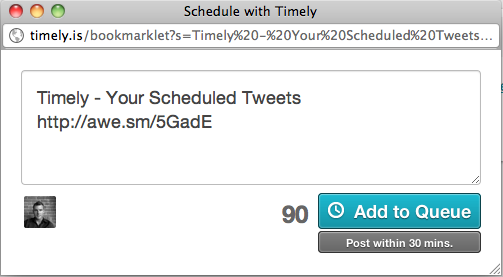 Schedule with Timely
timely.is/bookmarklet?s=Timely%20-%20Your%20Scheduled%20Tweets...
Timely - Your Scheduled Tweets
http://awe.sm/5GadE
90
Add to Queue
Post within 30 mins.